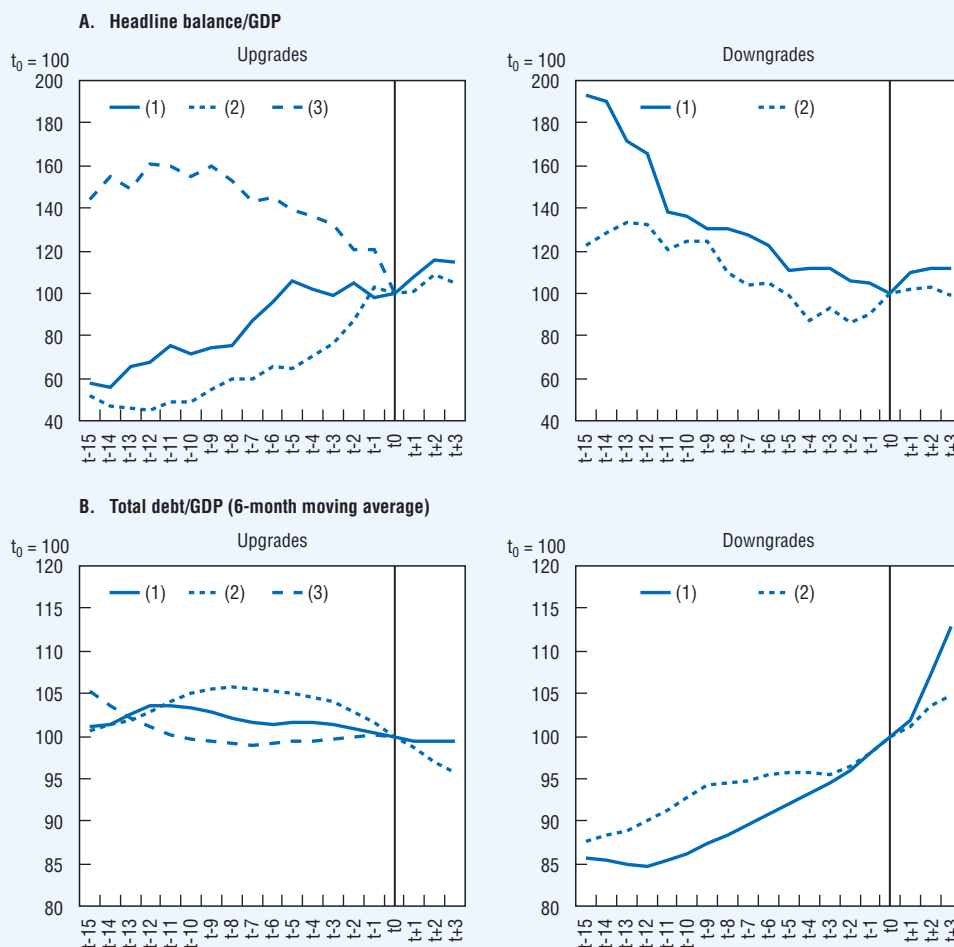 A. Headline balance/GDP
t0 = 100
Upgrades
200
180
160
140
120
100
80
60
40
(1) (2) (3)
t-15 t-14 t-13 t-12 t-11 t-10 t-9 t-8 t-7 t-6 t-5 t-4 t-3 t-2 t-1 t0 t+1 t+2 t+3
t0 = 100
Downgrades
200
180
160
140
120
100
80
60
40
(1) (2)
t-15 t-14 t-13 t-12 t-11 t-10 t-9 t-8 t-7 t-6 t-5 t-4 t-3 t-2 t-1 t0 t+1 t+2 t+3
B. Total debt/GDP (6-month moving average)
t0 = 100
Upgrades
120
115
110
105
100
95
90
85
80
(1) (2) (3)
t-15 t-14 t-13 t-12 t-11 t-10 t-9 t-8 t-7 t-6 t-5 t-4 t-3 t-2 t-1 t0 t+1 t+2 t+3
t0 = 100
Downgrades
120
115
110
105
100
95
90
85
80
(1) (2)
t-15 t-14 t-13 t-12 t-11 t-10 t-9 t-8 t-7 t-6 t-5 t-4 t-3 t-2 t-1 t0 t+1 t+2 t+3